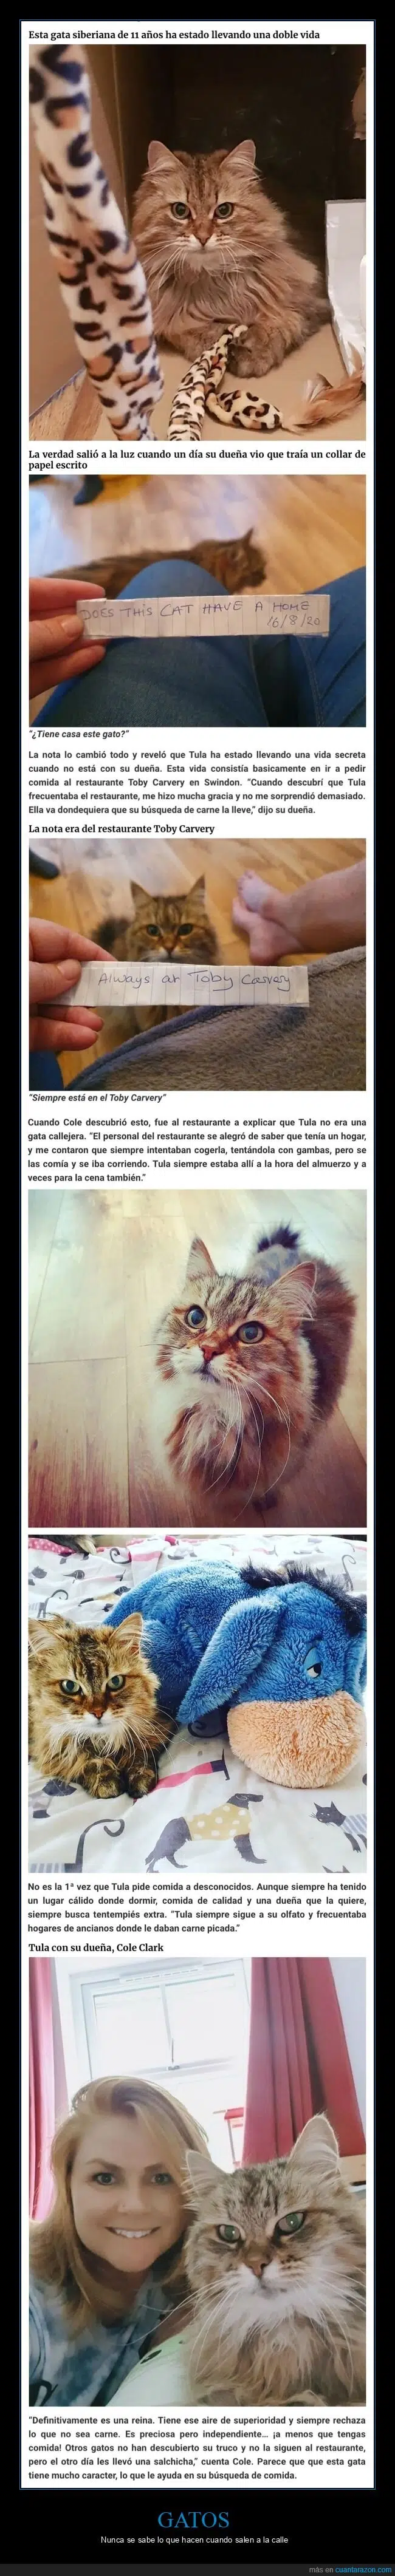 Esta gata siberiana de 11 años ha estado llevando una doble vida
La verdad salió a la luz cuando un día su dueña vio que traía un collar de
papel escrito
DOES THIS CAT HAVE A HOME
16/8/20
“¿Tiene casa este gato?”
La nota lo cambió todo y reveló que Tula ha estado llevando una vida secreta
cuando no está con su dueña. Esta vida consistía basicamente en ir a pedir
comida al restaurante Toby Carvery en Swindon. “Cuando descubrí que Tula
frecuentaba el restaurante, me hizo mucha gracia y no me sorprendió demasiado.
Ella va dondequiera que su búsqueda de carne la lleve,” dijo su dueña.
La nota era del restaurante Toby Carvery
Always at Toby Carvery
“Siempre está en el Toby Carvery”
Cuando Cole descubrió esto, fue al restaurante a explicar que Tula no era una
gata callejera. “El personal del restaurante se alegró de saber que tenía un hogar,
y me contaron que siempre intentaban cogerla, tentándola con gambas, pero se
las comía y se iba corriendo. Tula siempre estaba allí a la hora del almuerzo y a
veces para la cena también.”
No es la 1ª vez que Tula pide comida a desconocidos. Aunque siempre ha tenido
un lugar cálido donde dormir, comida de calidad y una dueña que la quiere,
siempre busca tentempiés extra. “Tula siempre sigue a su olfato y frecuentaba
hogares de ancianos donde le daban carne picada.”
Tula con su dueña, Cole Clark
“Definitivamente es una reina. Tiene ese aire de superioridad y siempre rechaza
lo que no sea carne. Es preciosa pero independiente... ¡a menos que tengas
comida! Otros gatos no han descubierto su truco y no la siguen al restaurante,
pero el otro día les llevó una salchicha,” cuenta Cole. Parece que que esta gata
tiene mucho caracter, lo que le ayuda en su búsqueda de comida.
GATOS
Nunca se sabe lo que hacen cuando salen a la calle
más en cuantarazon.com